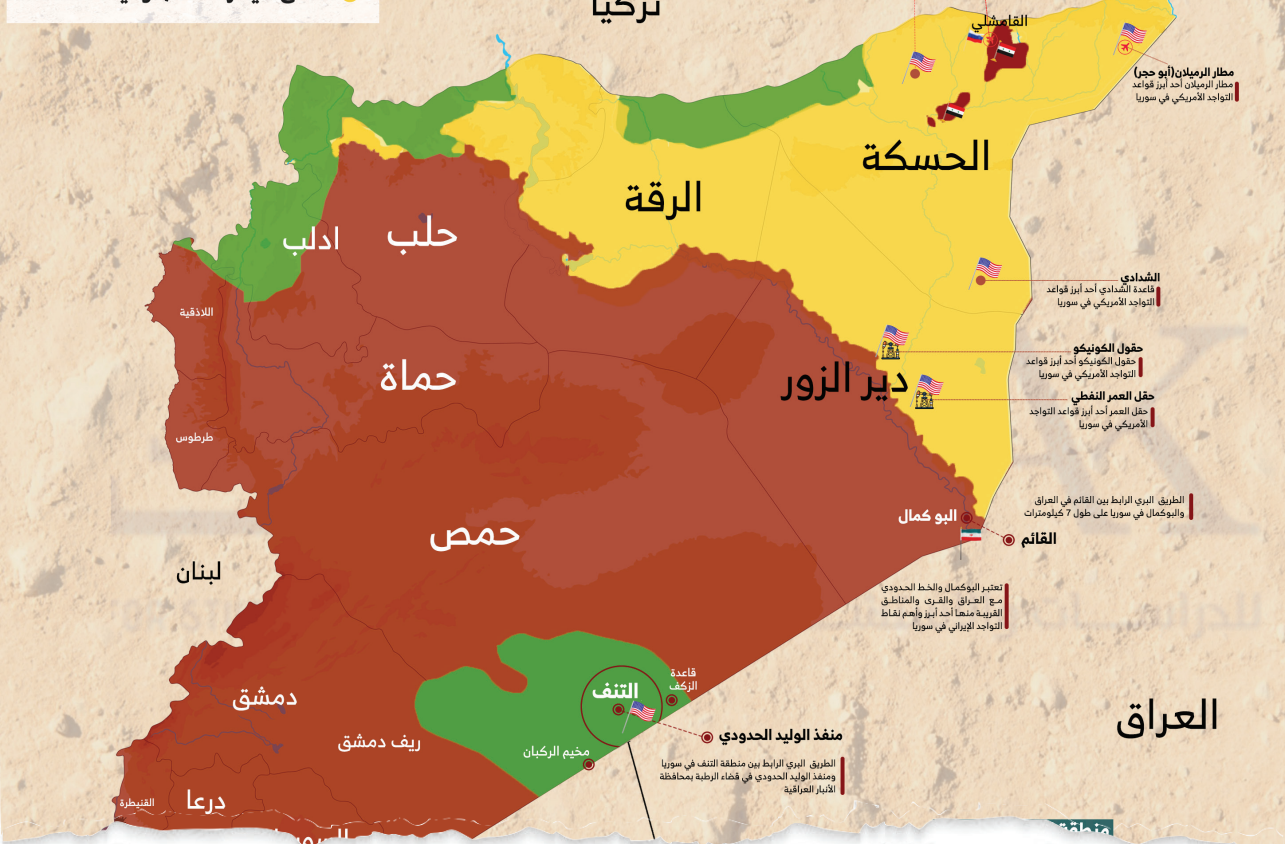 تركيا
القامشلي
مطار الرميلان(أبو حجر)
مطار الرميلان أحد أبرز قواعد
التواجد الأمريكي في سوريا
الحسكة
الرقة
حلب
ادلب
الشدادي
قاعدة الشدادي أحد أبرز قواعد
التواجد الأمريكي في سوريا
اللاذقية
حقول الكونيكو
حقول الكونيكو أحد أبرز قواعد
التواجد الأمريكي في سوريا
حماة
دير الزور
حقل العمر النفطي
حقل العمر أحد أبرز قواعد التواجد
الأمريكي في سوريا
طرطوس
الطريق البري الرابط بين القائم في العراق
والبوكمال في سوريا على طول 7 كيلومترات
البو كمال
القائم
حمص
لبنان
تعتبر البوكمال والخط الحدودي
مع العراق والقرى والمناطق
القريبة منها أحد أبرز وأهم نقاط
التواجد الإيراني في سوريا
قاعدة
الزكف
التنف
دمشق
العراق
منفذ الوليد الحدودي
ريف دمشق
مخيم الركبان
الطريق البري الرابط بين منطقة التنف في سوريا
ومنفذ الوليد الحدودي في قضاء الرطبة بمحافظة
الأنبار العراقية
درعا
القنيطرة
منطقة